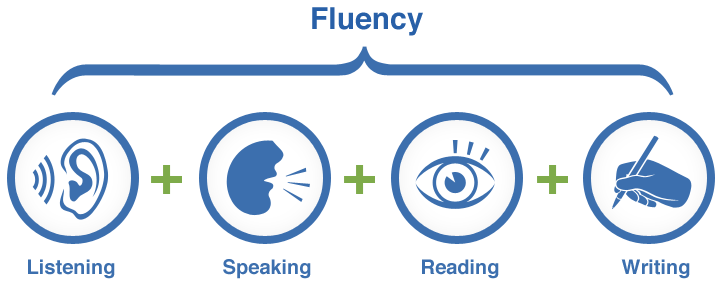 Fluency
Listening
Speaking
Reading
Writing